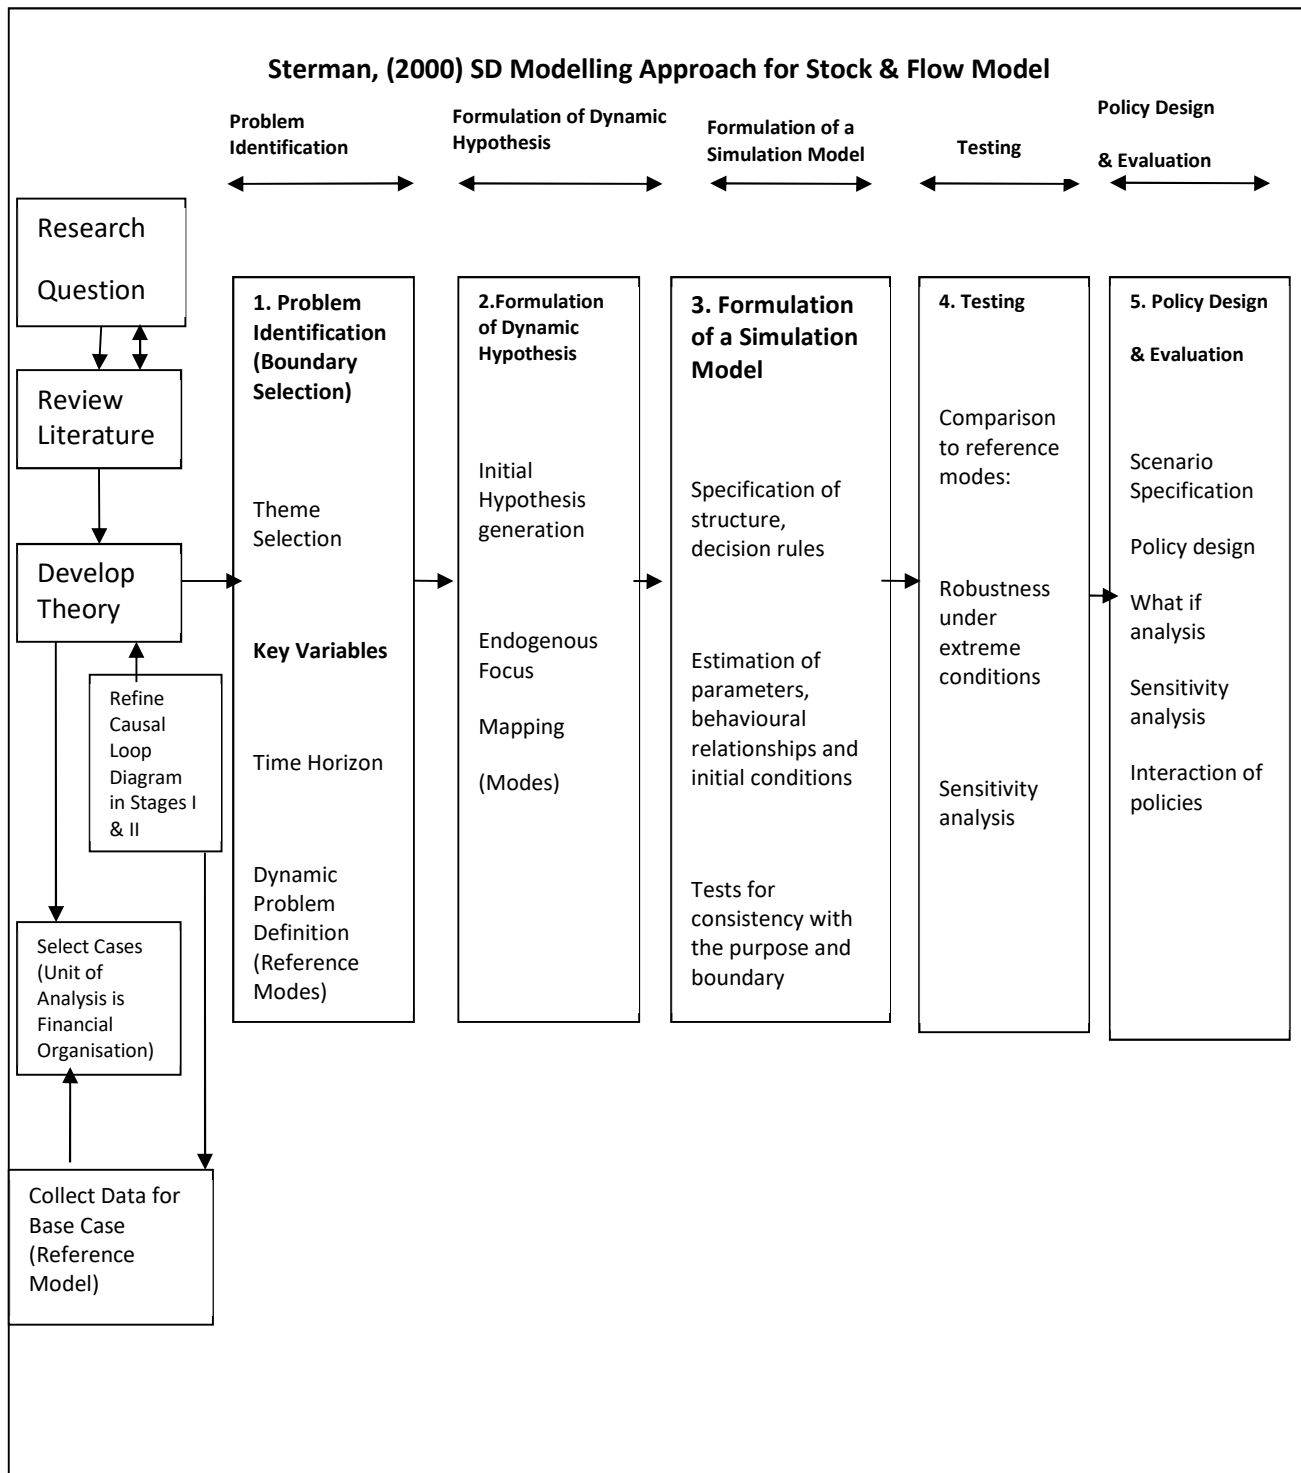 Sterman, (2000) SD Modelling Approach for Stock & Flow Model
Problem
Identification
Formulation of Dynamic
Hypothesis
Formulation of a
Simulation Model
Testing
Policy Design
& Evaluation
Research
Question
Review
Literature
Develop
Theory
Refine
Causal
Loop
Diagram
in Stages I
& II
Select Cases
(Unit of
Analysis is
Financial
Organisation)
Collect Data for
Base Case
(Reference
Model)
1. Problem
Identification
(Boundary
Selection)
Theme
Selection
Key Variables
Time Horizon
Dynamic
Problem
Definition
(Reference
Modes)
2.Formulation
of Dynamic
Hypothesis
Initial
Hypothesis
generation
Endogenous
Focus
Mapping
(Modes)
3. Formulation
of a Simulation
Model
Specification of
structure,
decision rules
Estimation of
parameters,
behavioural
relationships and
initial conditions
Tests for
consistency with
the purpose and
boundary
4. Testing
Comparison
to reference
modes:
Robustness
under
extreme
conditions
Sensitivity
analysis
5. Policy Design
& Evaluation
Scenario
Specification
Policy design
What if
analysis
Sensitivity
analysis
Interaction of
policies